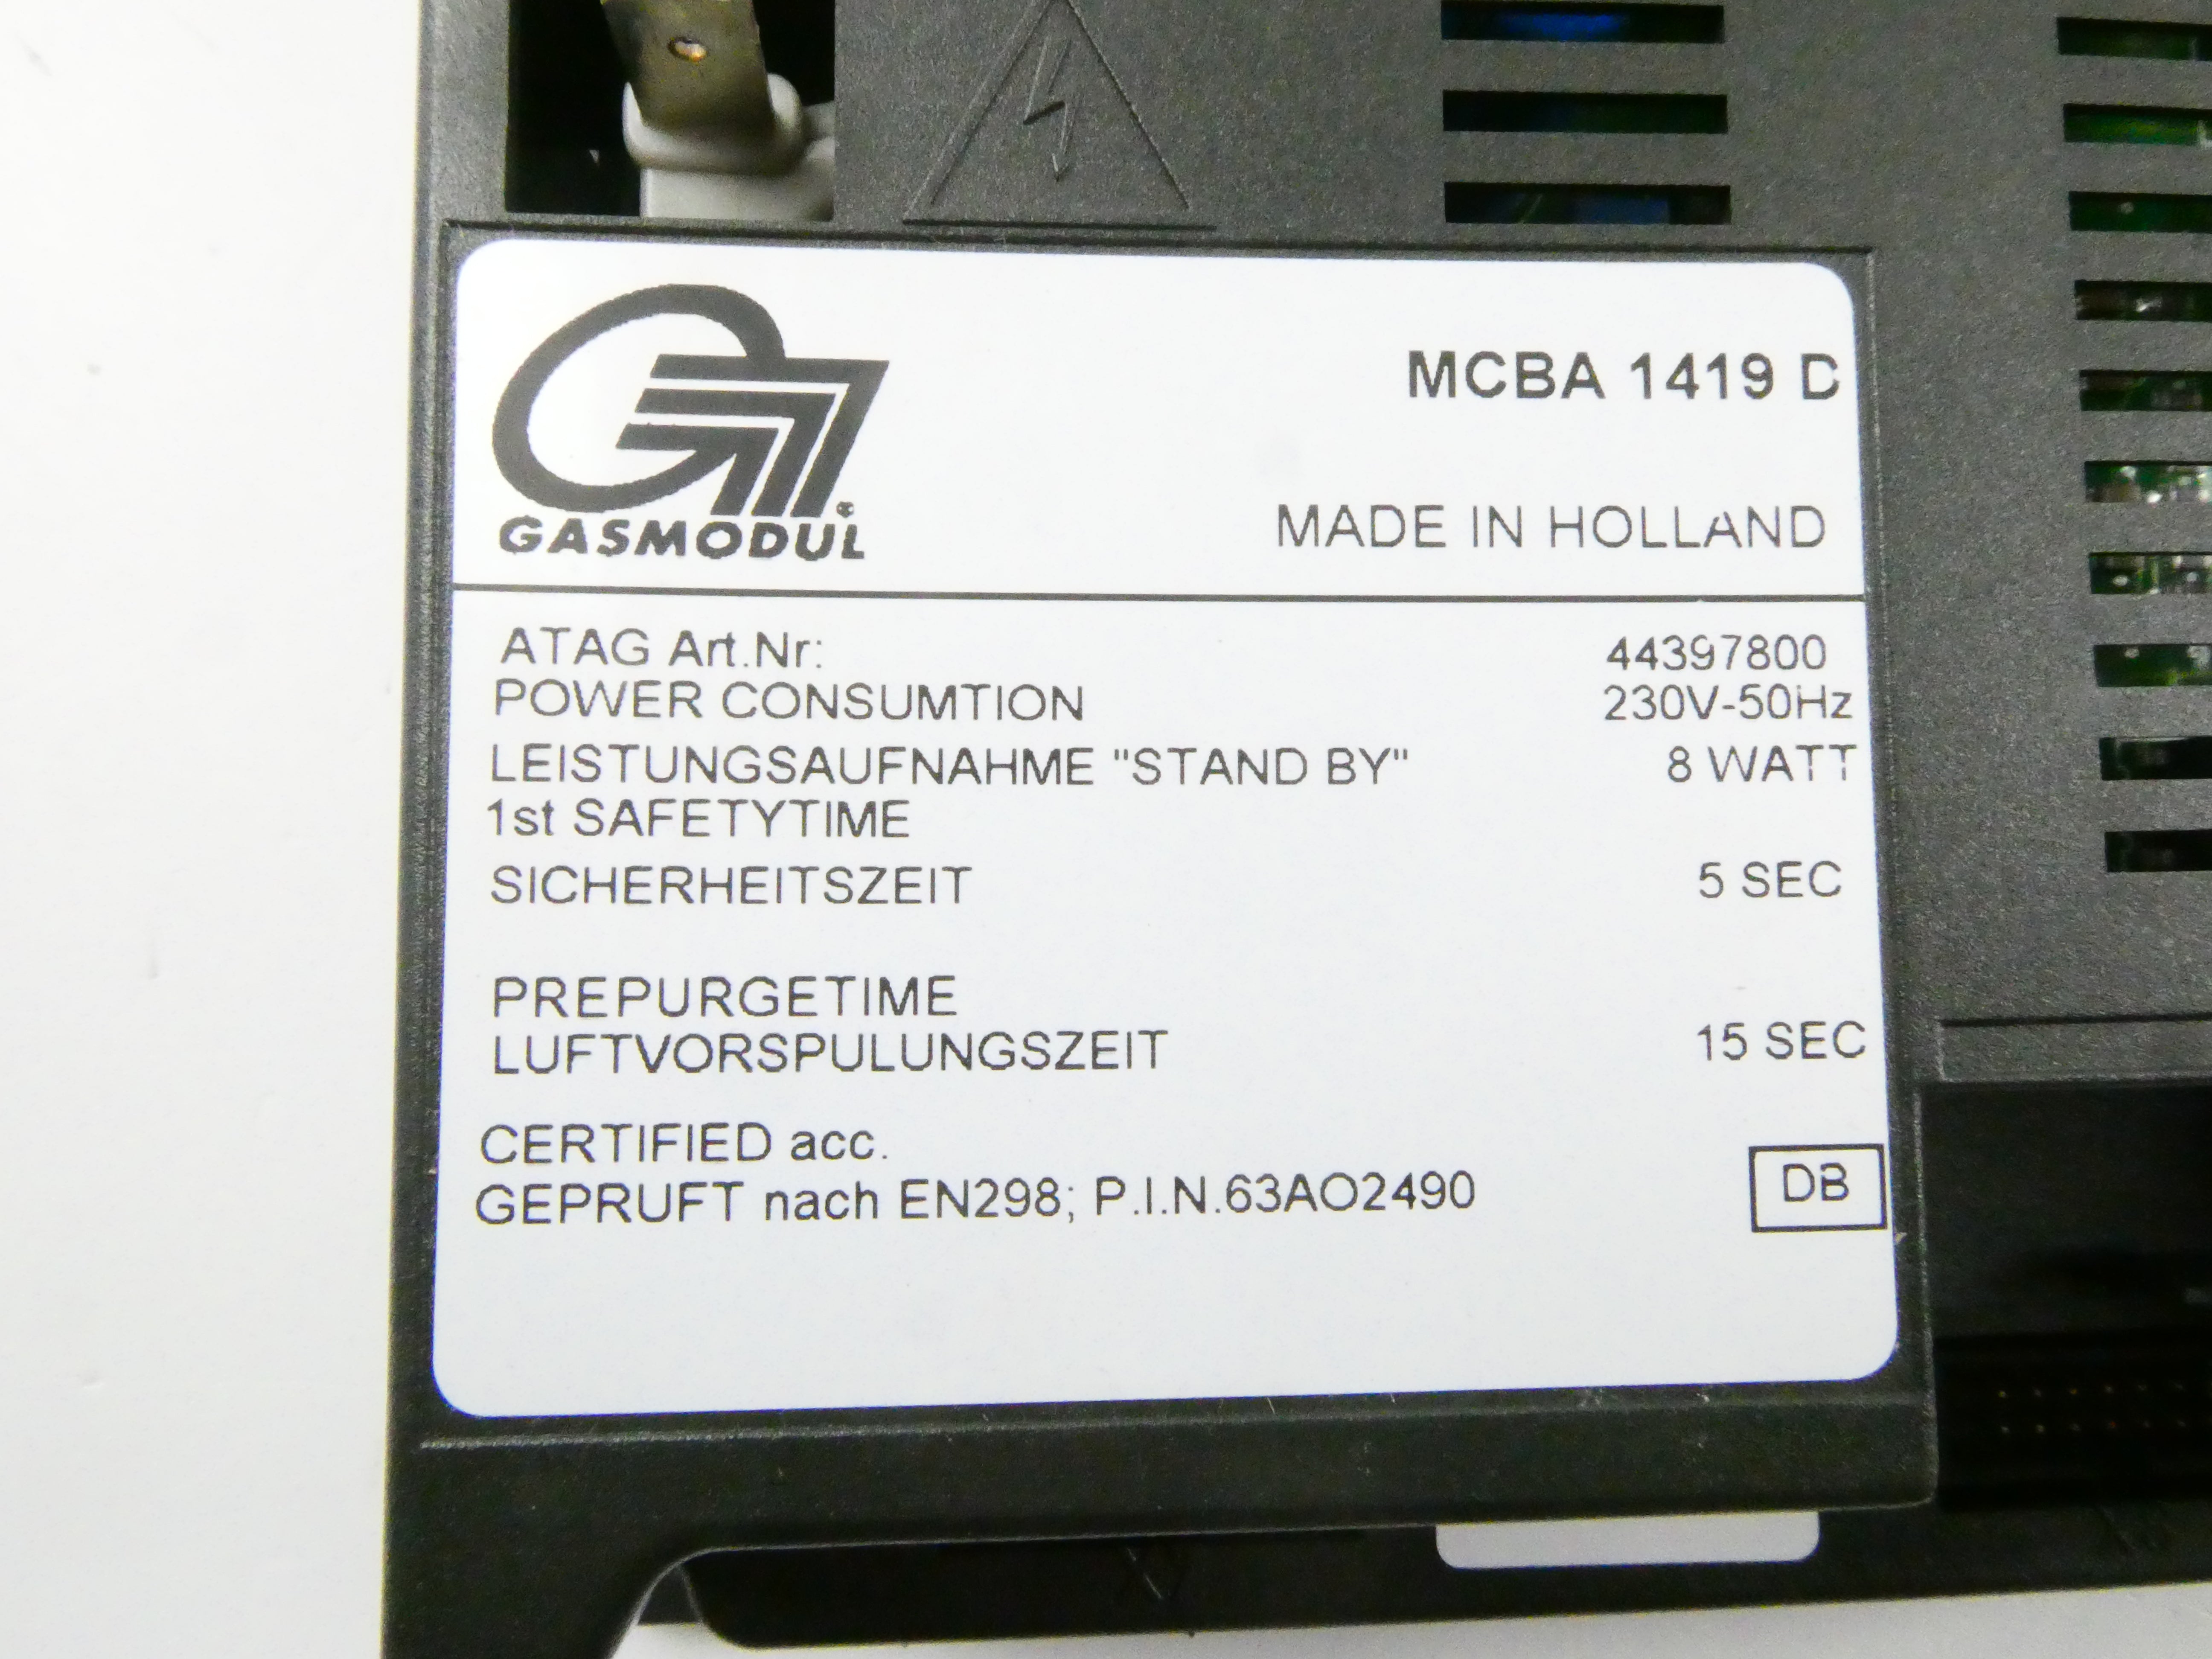 MCBA 1419 D
GASMODUL
MADE IN HOLLAND
ATAG Art.Nr: 44397800
POWER CONSUMTION 230V-50Hz
LEISTUNGSAUFNAHME "STAND BY" 8 WATT
1st SAFETYTIME
SICHERHEITSZEIT 5 SEC
PREPURGETIME
LUFTVORSPULUNGSZEIT 15 SEC
CERTIFIED acc.
GEPRUFT nach EN298; P.I.N.63AO2490 DB